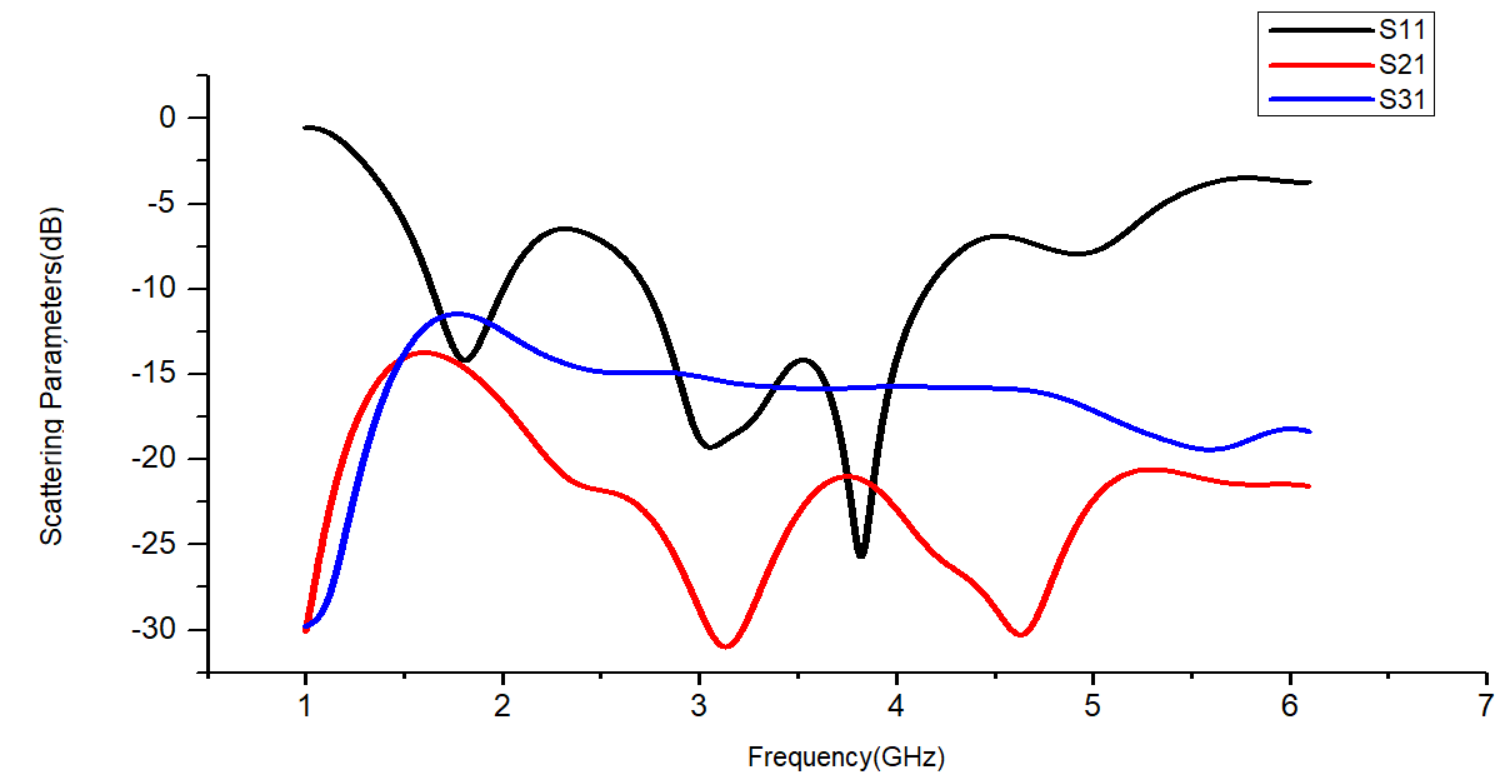 S11
S21
S31
0
-5
-10
-15
-20
-25
-30
Scattering Parameters(dB)
1 2 3 4 5 6 7
Frequency(GHz)